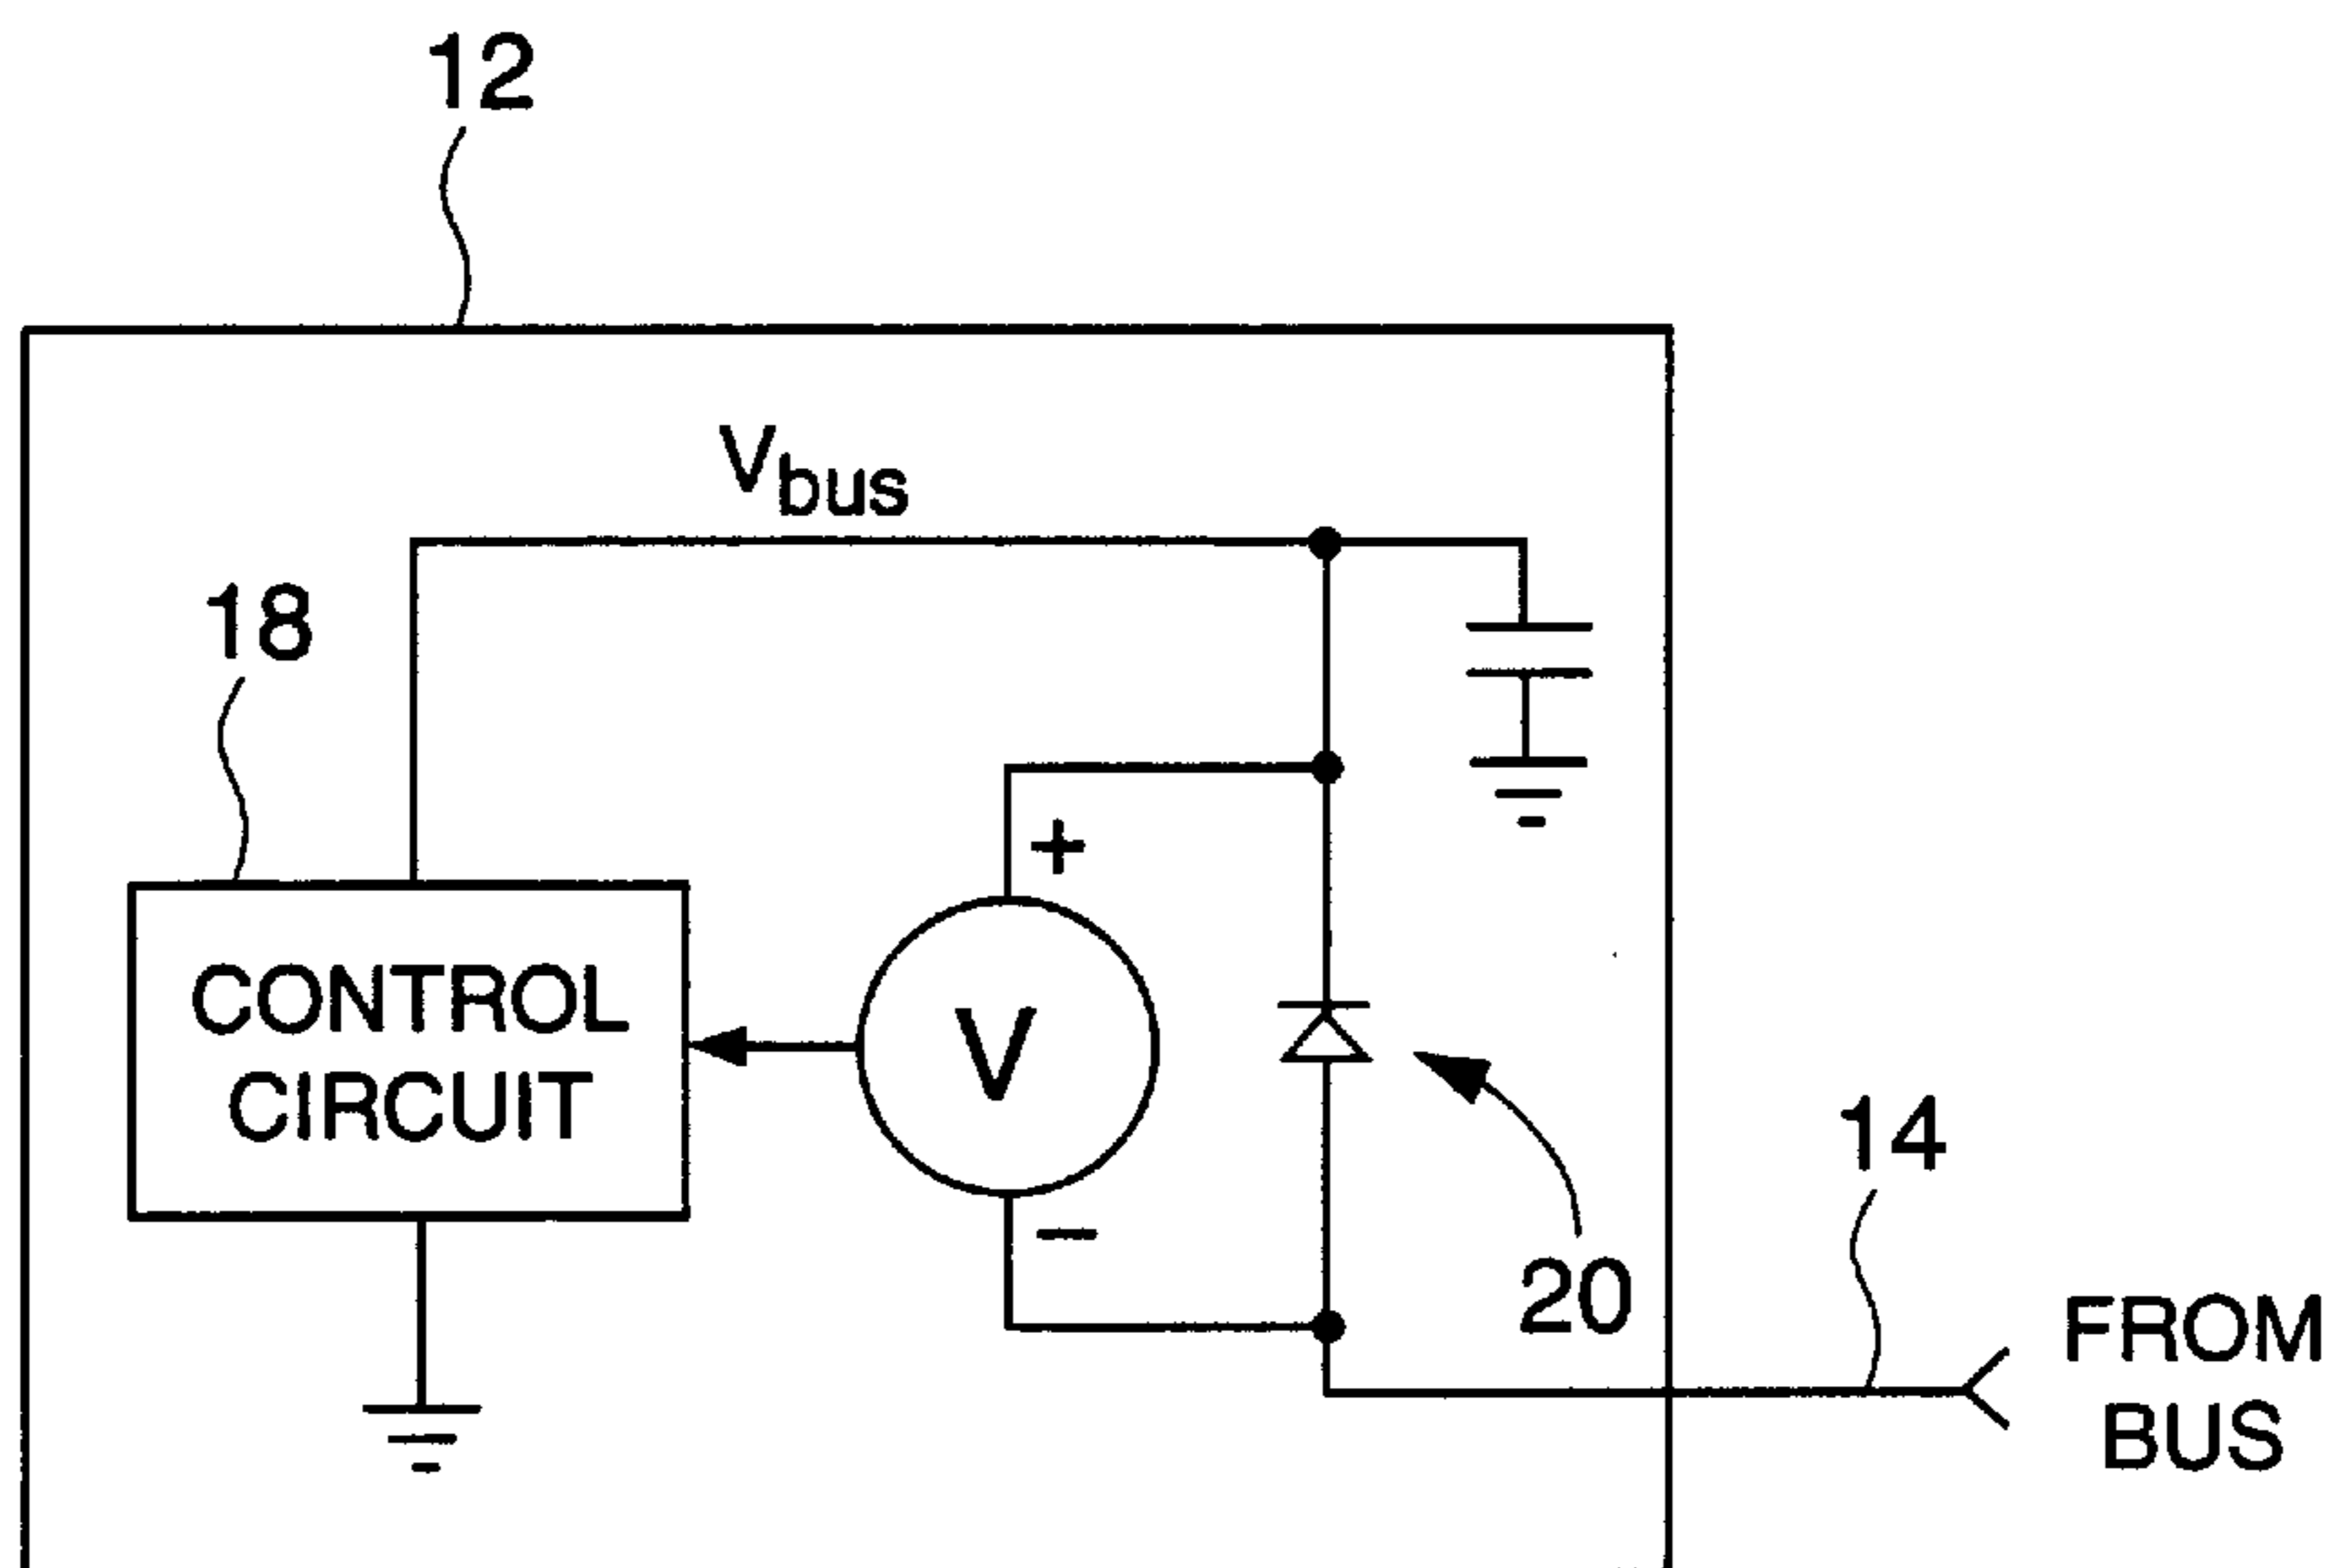 12
Vbus
18
+
CONTROL
CIRCUIT
V
−
20
14
FROM
BUS